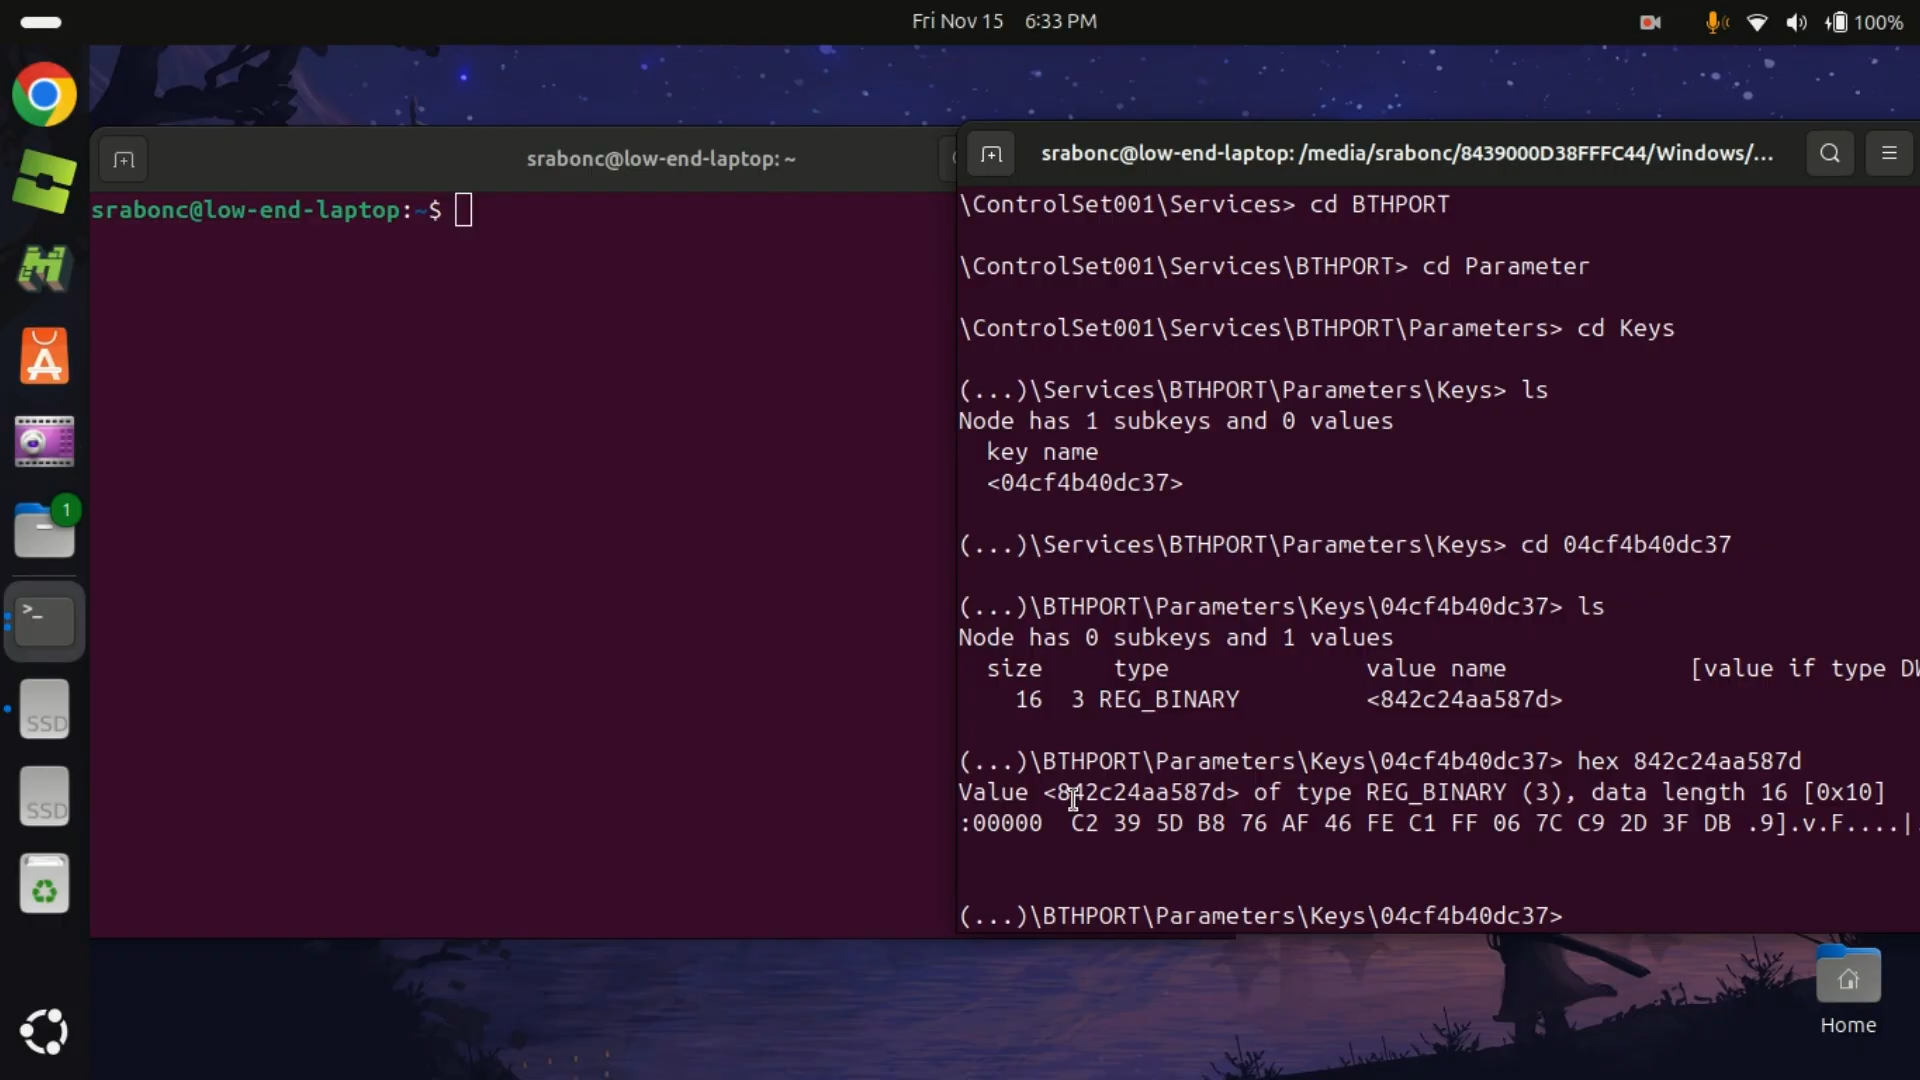 Fri Nov 15 6:33 PM
100%
srabonc@low-end-laptop: ~
srabonc@low-end-laptop:~$
srabonc@low-end-laptop: /media/srabonc/8439000D38FFFC44/Windows/...
\ControlSet001\Services> cd BTHPORT
\ControlSet001\Services\BTHPORT> cd Parameter
\ControlSet001\Services\BTHPORT\Parameters> cd Keys
(...)\Services\BTHPORT\Parameters\Keys> ls
Node has 1 subkeys and 0 values
key name
<04cf4b40dc37>
(...)\Services\BTHPORT\Parameters\Keys> cd 04cf4b40dc37
(...)\BTHPORT\Parameters\Keys\04cf4b40dc37> ls
Node has 0 subkeys and 1 values
size type value name [value if type DW
16 3 REG_BINARY <842c24aa587d>
(...)\BTHPORT\Parameters\Keys\04cf4b40dc37> hex 842c24aa587d
Value <842c24aa587d> of type REG_BINARY (3), data length 16 [0x10]
:00000 C2 39 5D B8 76 AF 46 FE C1 FF 06 7C C9 2D 3F DB .9].v.F....|.
(...)\BTHPORT\Parameters\Keys\04cf4b40dc37>
1
>_
SSD
SSD
Home